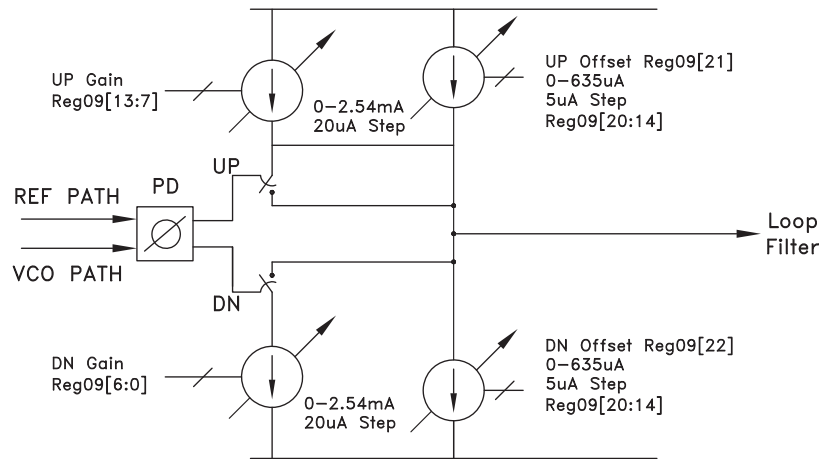 UP Gain
Reg09[13:7]
0-2.54mA
20uA Step
UP Offset Reg09[21]
0-635uA
5uA Step
Reg09[20:14]
UP
PD
REF PATH
VCO PATH
DN
Loop
Filter
DN Gain
Reg09[6:0]
0-2.54mA
20uA Step
DN Offset Reg09[22]
0-635uA
5uA Step
Reg09[20:14]